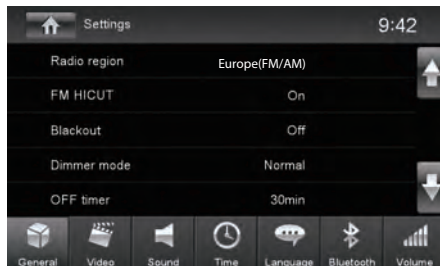 Settings 9:42
Radio region Europe(FM/AM)
FM HICUT On
Blackout Off
Dimmer mode Normal
OFF timer 30min
General Video Sound Time Language Bluetooth Volume